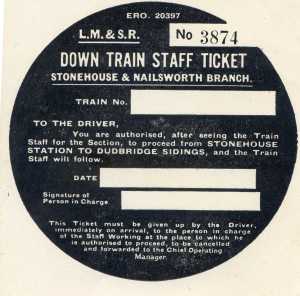 ERO. 20397
L.M. & S.R.
No 3874
DOWN TRAIN STAFF TICKET
STONEHOUSE & NAILSWORTH BRANCH.
TRAIN No.
TO THE DRIVER,
You are authorised, after seeing the Train
Staff for the Section, to proceed from STONEHOUSE
STATION TO DUDBRIDGE SIDINGS, and the Train
Staff will follow.
DATE
Signature of
Person in Charge
This Ticket must be given up by the Driver,
immediately on arrival, to the person in charge
of the Staff Working at the place to which he
is authorised to proceed, to be cancelled
and forwarded to the Chief Operating
Manager.